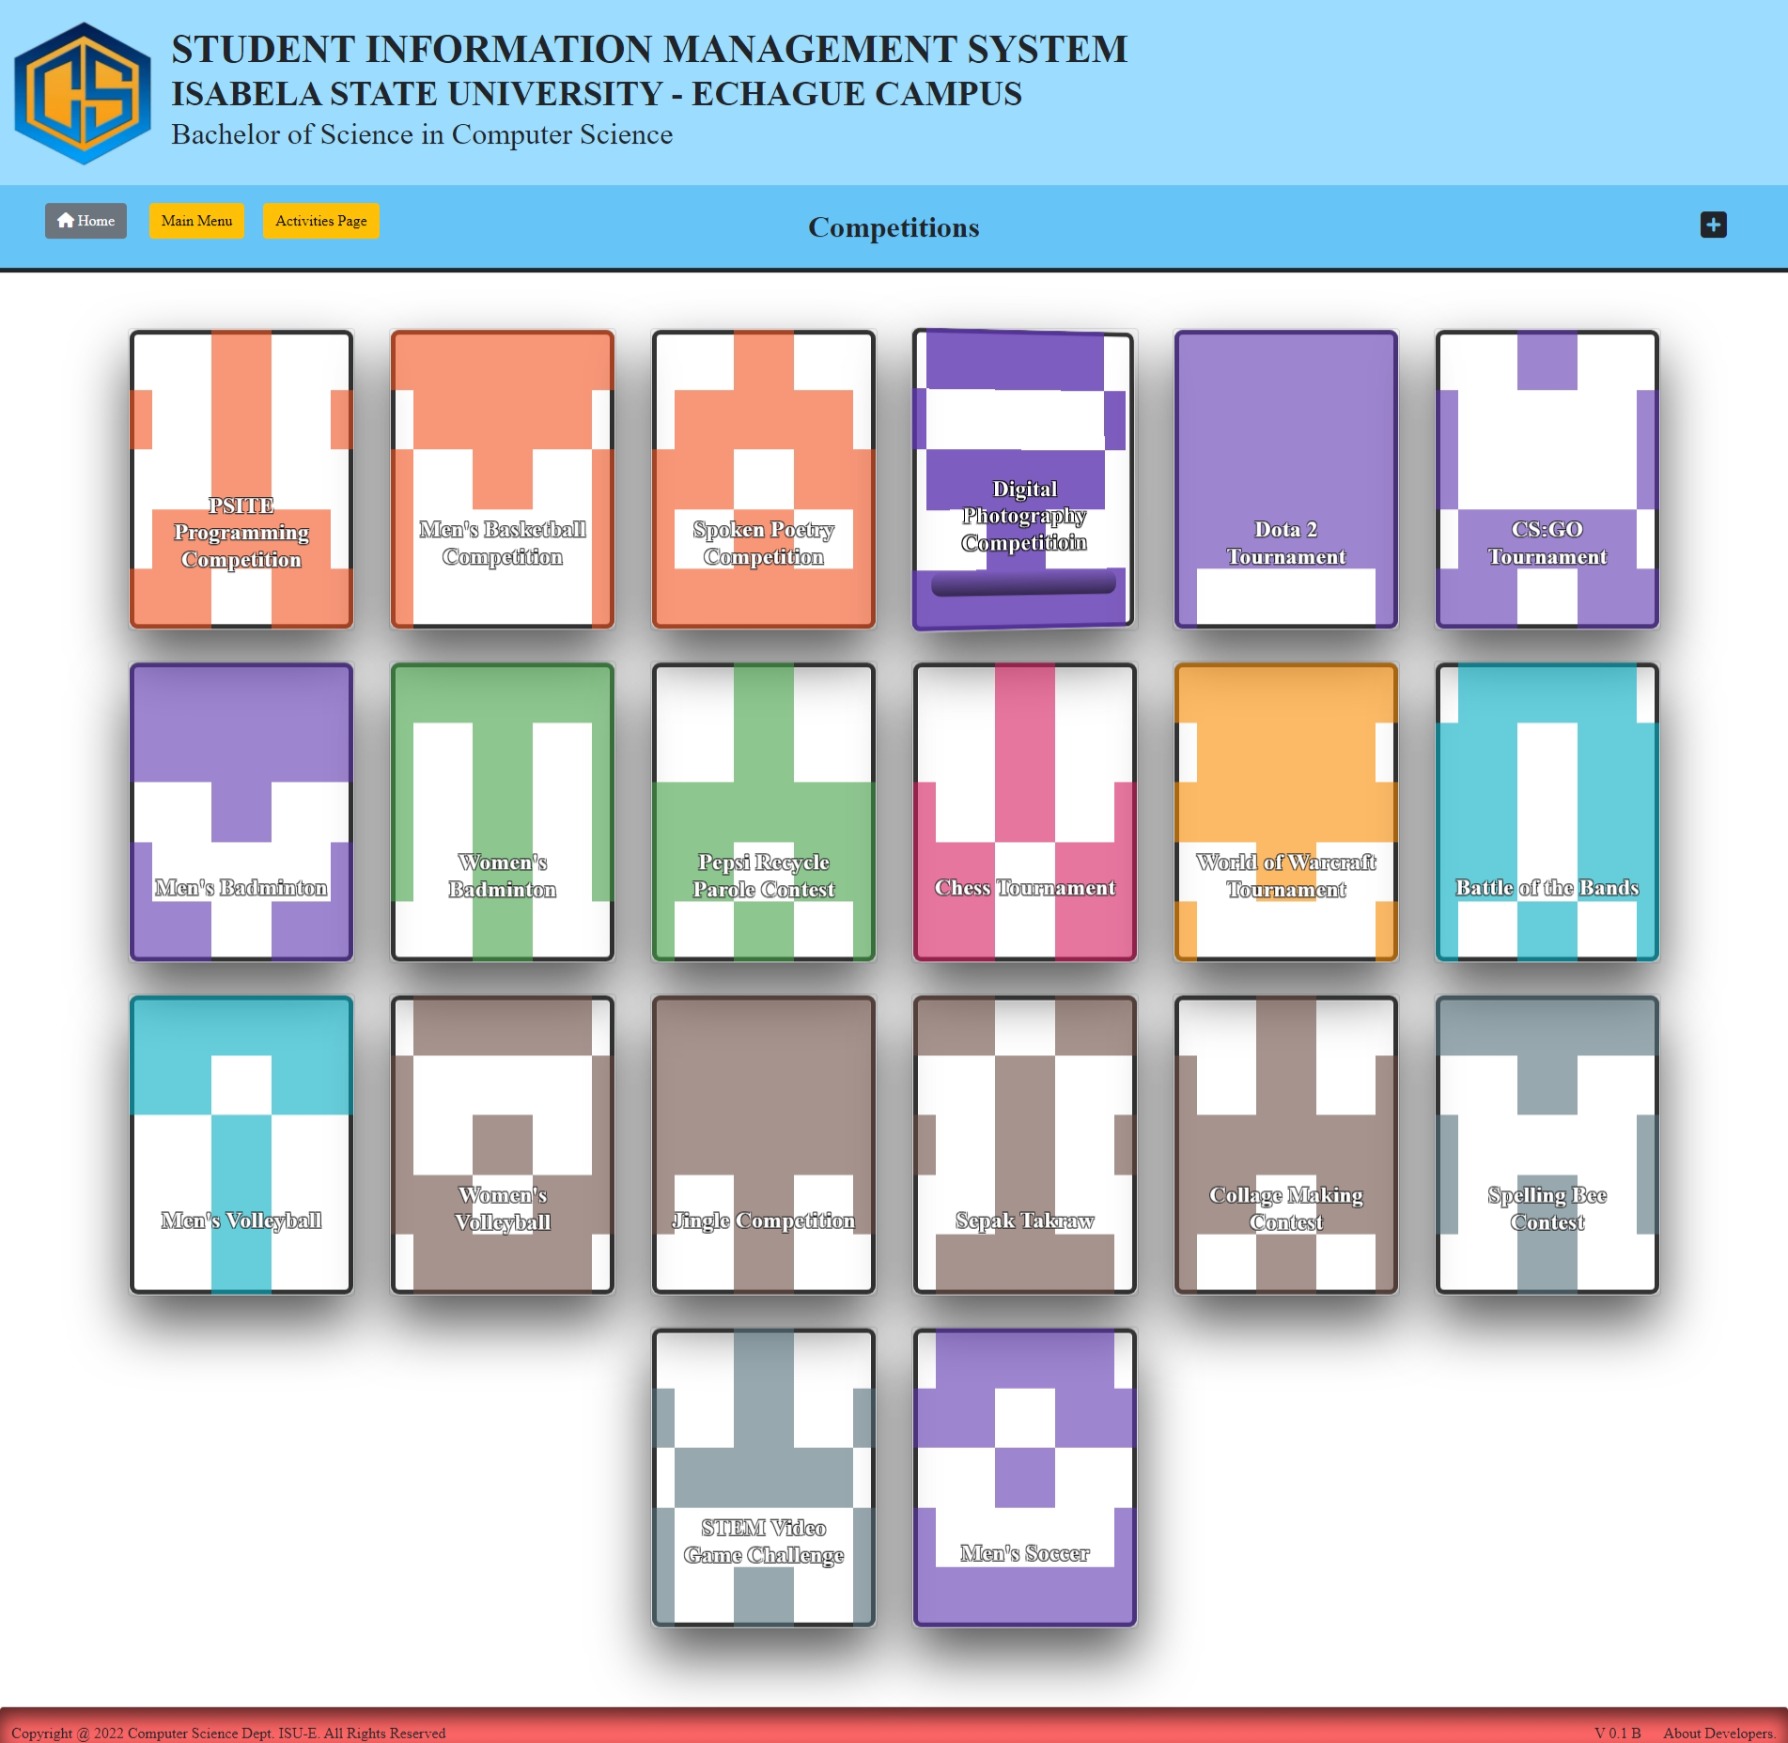 CS
STUDENT INFORMATION MANAGEMENT SYSTEM
ISABELA STATE UNIVERSITY - ECHAGUE CAMPUS
Bachelor of Science in Computer Science
Home
Main Menu
Activities Page
Competitions
PSITE
Programming
Competition
Men's Basketball
Competition
Spoken Poetry
Competition
Digital
Photography
Competitioin
Dota 2
Tournament
CS:GO
Tournament
Men's Badminton
Women's
Badminton
Pepsi Recycle
Parole Contest
Chess Tournament
World of Warcraft
Tournament
Battle of the Bands
Men's Volleyball
Women's
Volleyball
Jingle Competition
Sepak Takraw
Collage Making
Contest
Spelling Bee
Contest
STEM Video
Game Challenge
Men's Soccer
Copyright @ 2022 Computer Science Dept. ISU-E. All Rights Reserved
V 0.1 B
About Developers.